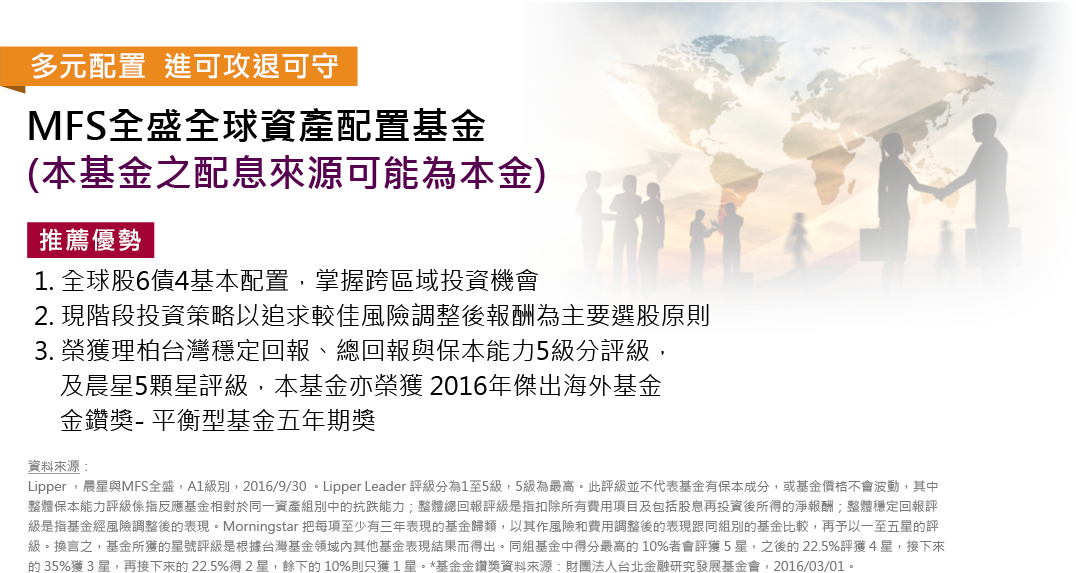 多元配置 進可攻退可守
MFS全盛全球資產配置基金
(本基金之配息來源可能為本金)
推薦優勢
1. 全球股6債4基本配置，掌握跨區域投資機會
2. 現階段投資策略以追求較佳風險調整後報酬為主要選股原則
3. 榮獲理柏台灣穩定回報、總回報與保本能力5級分評級，
及晨星5顆星評級，本基金亦榮獲 2016年傑出海外基金
金鑽獎- 平衡型基金五年期獎
資料來源：
Lipper ，晨星與MFS全盛，A1級別，2016/9/30 。Lipper Leader 評級分為1至5級，5級為最高。此評級並不代表基金有保本成分，或基金價格不會波動，其中
整體保本能力評級係指反應基金相對於同一資產組別中的抗跌能力；整體總回報評級是指扣除所有費用項目及包括股息再投資後所得的淨報酬；整體穩定回報評
級是指基金經風險調整後的表現。Morningstar 把每項至少有三年表現的基金歸類，以其作風險和費用調整後的表現跟同組別的基金比較，再予以一至五星的評
級。換言之，基金所獲的星號評級是根據台灣基金領域內其他基金表現結果而得出。同組基金中得分最高的 10%者會評獲 5 星，之後的 22.5%評獲 4 星，接下來
的 35%獲 3 星，再接下來的 22.5%得 2 星，餘下的 10%則只獲 1 星。*基金金鑽獎資料來源：財團法人台北金融研究發展基金會，2016/03/01。